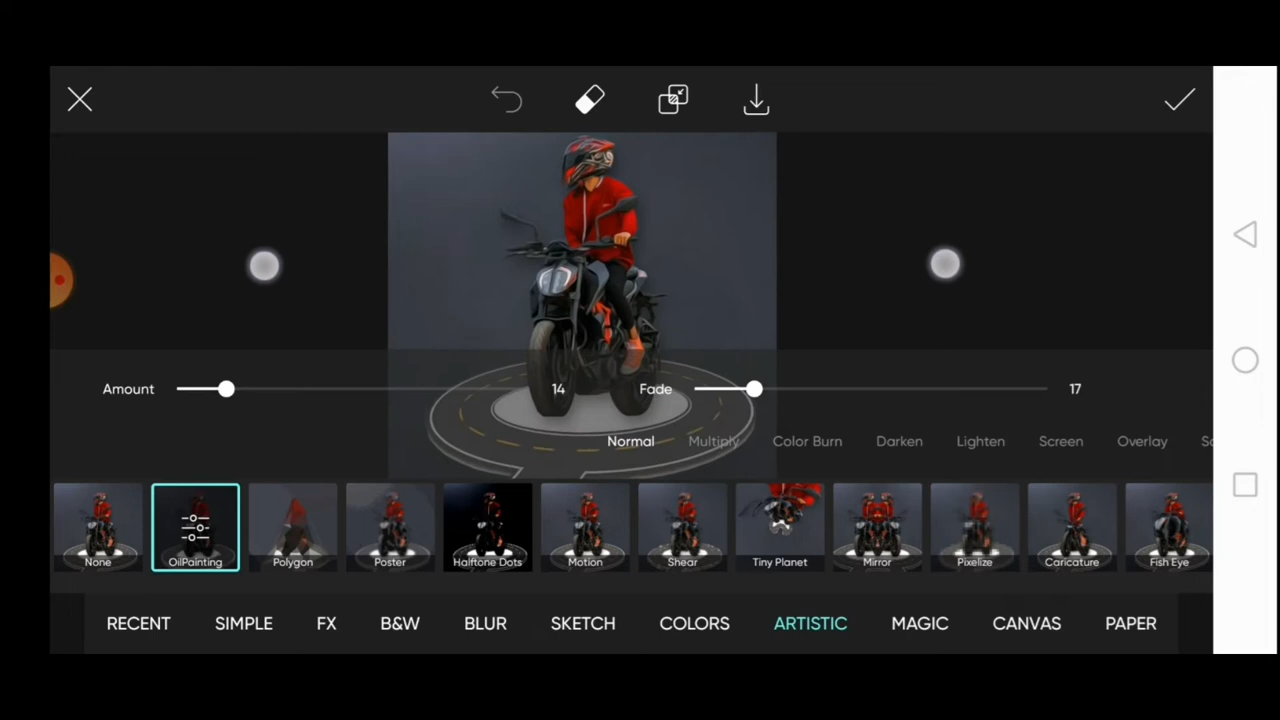 Amount 14 Fade 17
Normal Multiply Color Burn Darken Lighten Screen Overlay
None OilPainting Polygon Poster Halftone Dots Motion Shear Tiny Planet Mirror Pixelize Caricature Fish Eye
RECENT SIMPLE FX B&W BLUR SKETCH COLORS ARTISTIC MAGIC CANVAS PAPER